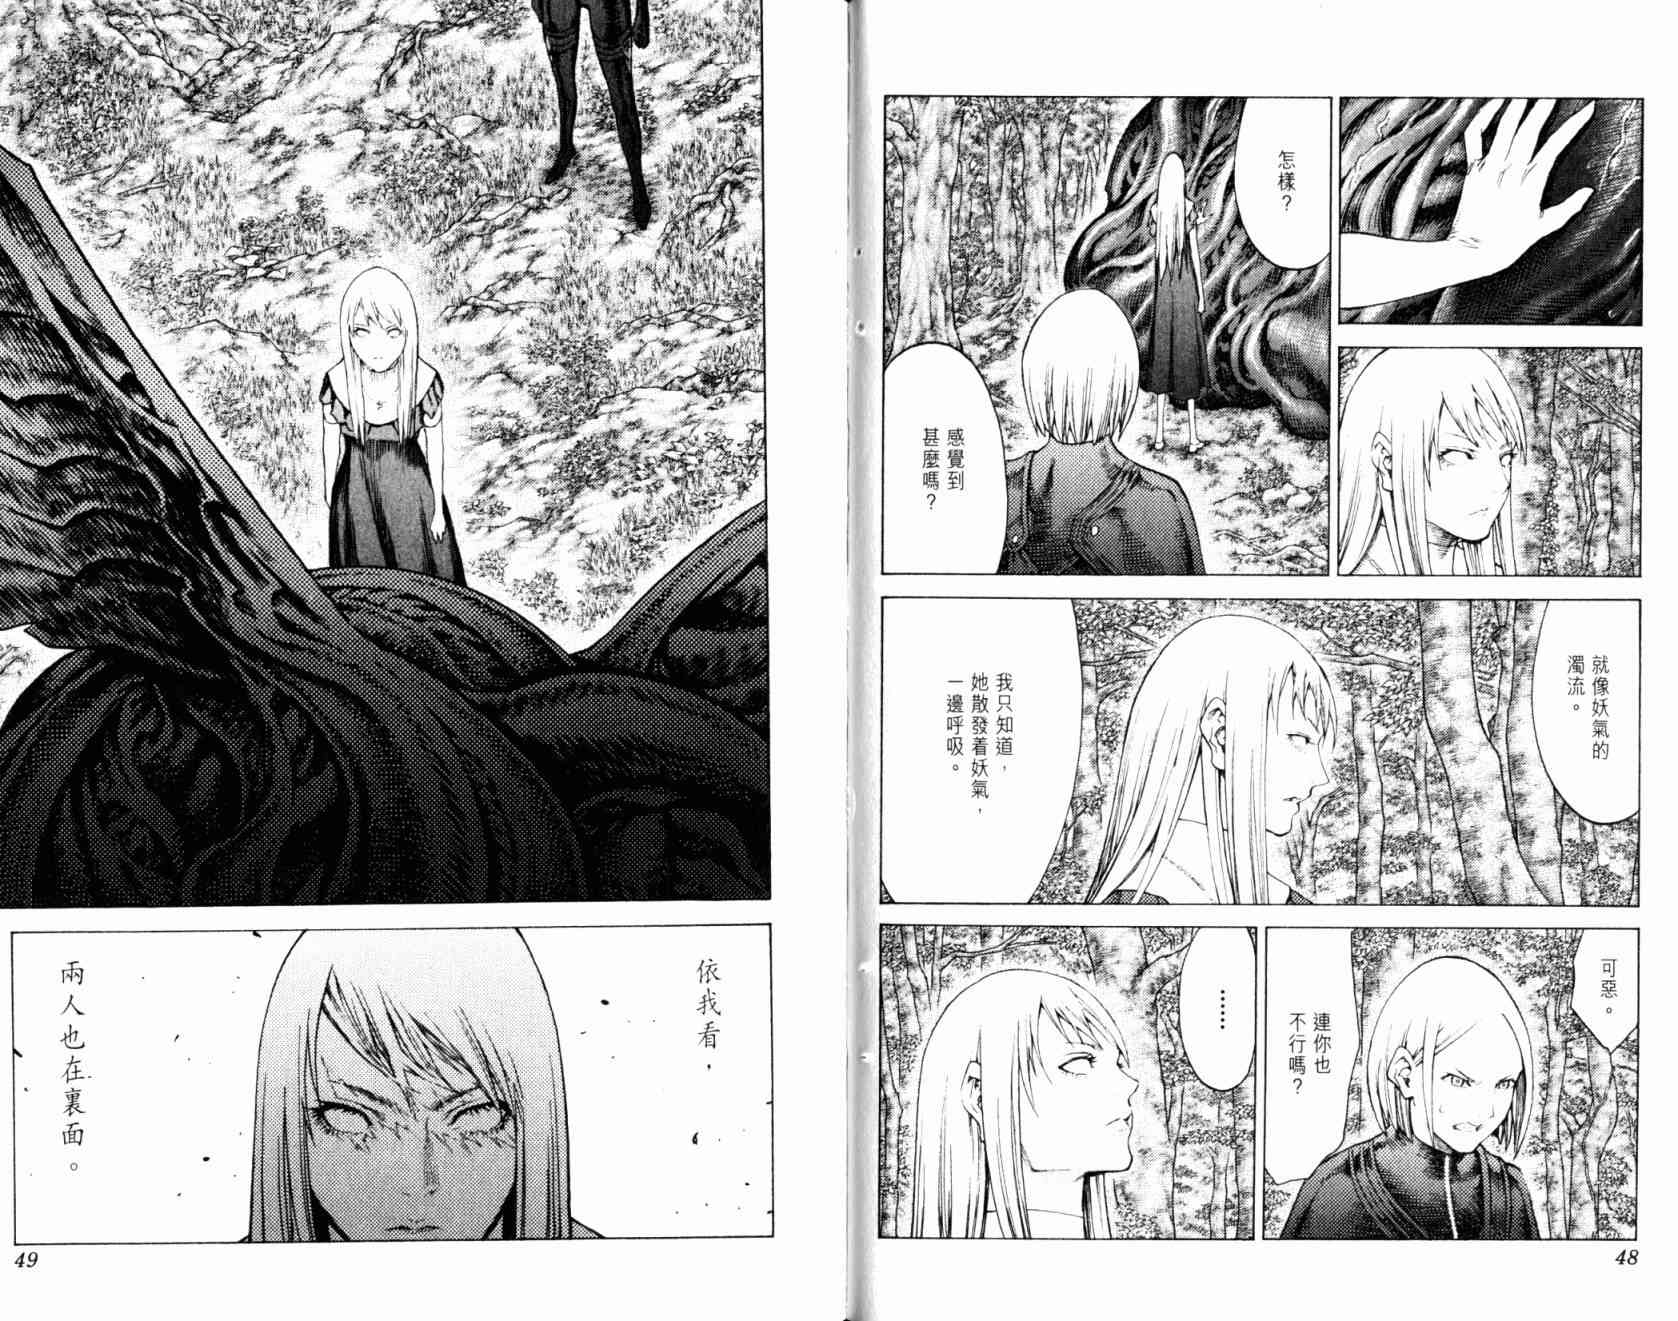 怎樣？
感覺到
甚麼嗎？
就像妖氣的
濁流。
我只知道，
她散發着妖氣，
一邊呼吸。
可惡。
連你也
不行嗎？
⋯⋯
48
依我看，
兩人也在裏面。
49